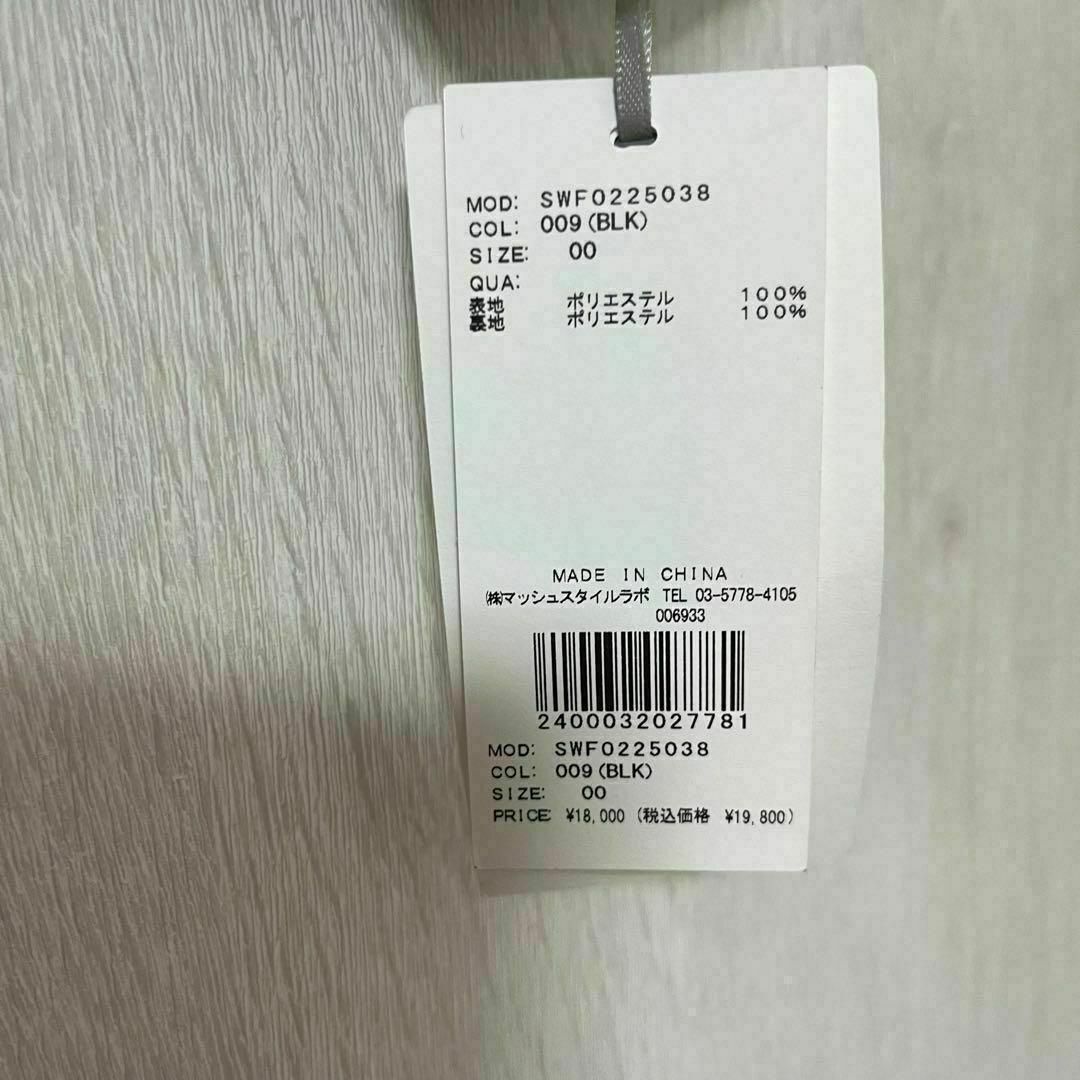 MOD: SWF0225038
COL: 009(BLK)
SIZE: 00
QUA:
表地 ポリエステル 100%
裏地 ポリエステル 100%
MADE IN CHINA
㈱マッシュスタイルラボ TEL 03-5778-4105
006933
2400032027781
MOD: SWF0225038
COL: 009(BLK)
SIZE: 00
PRICE: ¥18,000 (税込価格 ¥19,800)